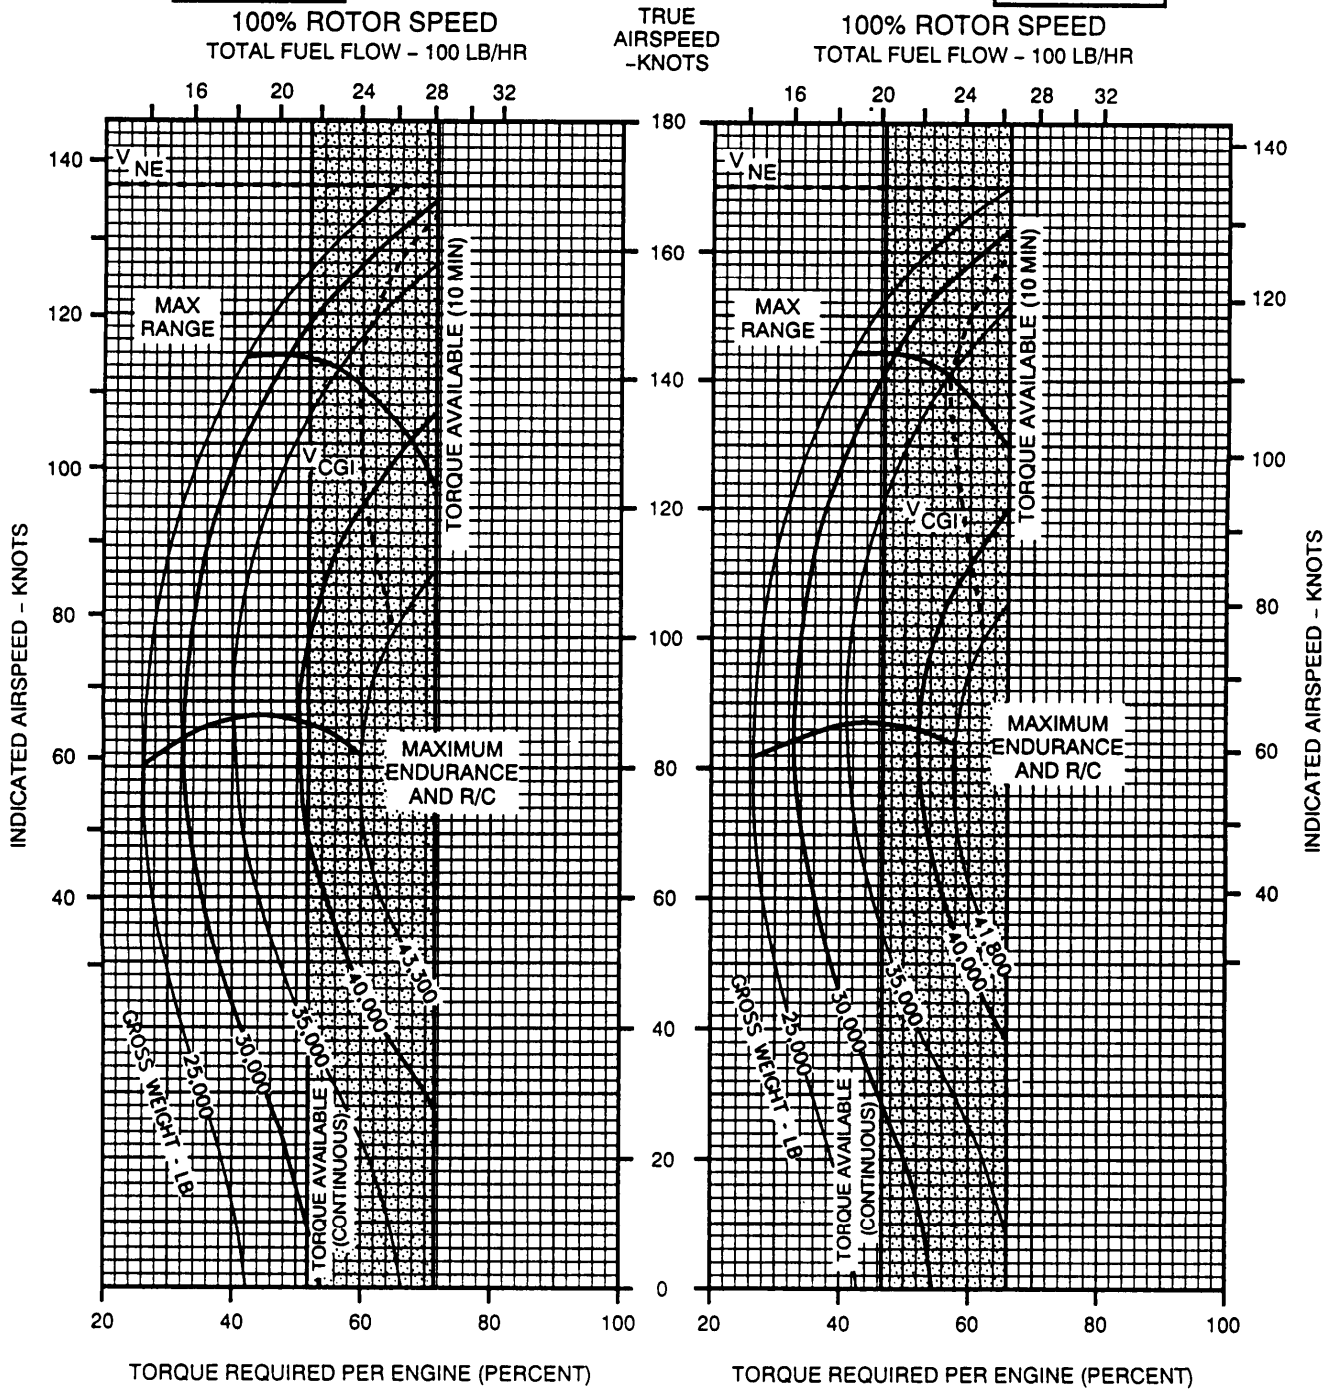 100% ROTOR SPEED
TOTAL FUEL FLOW – 100 LB/HR
16 20 24 28 32
TRUE
AIRSPEED
-KNOTS
100% ROTOR SPEED
TOTAL FUEL FLOW – 100 LB/HR
16 20 24 28 32
INDICATED AIRSPEED – KNOTS
140
120
100
80
60
40
V NE
MAX
RANGE
V CGI
TORQUE AVAILABLE (10 MIN)
MAXIMUM
ENDURANCE
AND R/C
GROSS WEIGHT - LB
25,000
30,000
35,000
40,000
43,300
TORQUE AVAILABLE
(CONTINUOUS)
20 40 60 80 100
TORQUE REQUIRED PER ENGINE (PERCENT)
180
160
140
120
100
80
60
40
20
0
V NE
MAX
RANGE
V CGI
TORQUE AVAILABLE (10 MIN)
MAXIMUM
ENDURANCE
AND R/C
GROSS WEIGHT - LB
25,000
30,000
35,000
40,000
41,800
TORQUE AVAILABLE
(CONTINUOUS)
20 40 60 80 100
TORQUE REQUIRED PER ENGINE (PERCENT)
140
120
100
80
60
40
INDICATED AIRSPEED – KNOTS